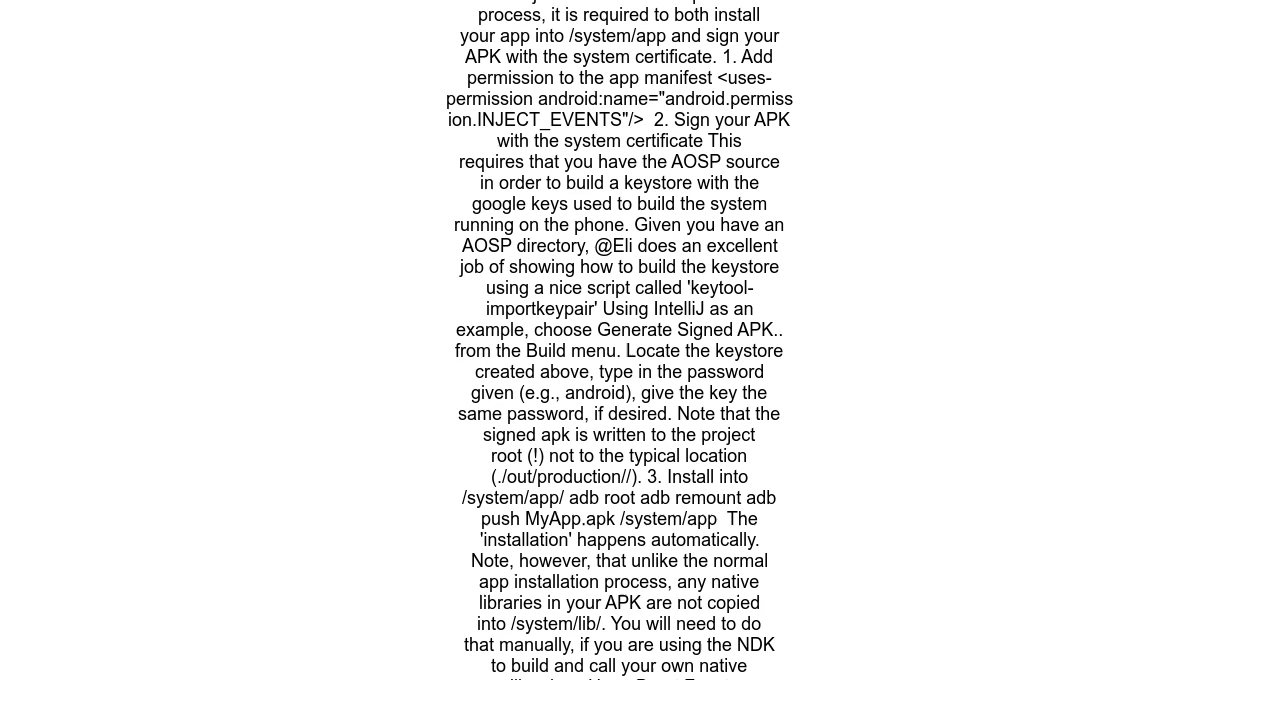 process, it is required to both install
your app into /system/app and sign your
APK with the system certificate. 1. Add
permission to the app manifest <uses-
permission android:name="android.permiss
ion.INJECT_EVENTS"/>  2. Sign your APK
with the system certificate This
requires that you have the AOSP source
in order to build a keystore with the
google keys used to build the system
running on the phone. Given you have an
AOSP directory, @Eli does an excellent
job of showing how to build the keystore
using a nice script called 'keytool-
importkeypair' Using IntelliJ as an
example, choose Generate Signed APK..
from the Build menu. Locate the keystore
created above, type in the password
given (e.g., android), give the key the
same password, if desired. Note that the
signed apk is written to the project
root (!) not to the typical location
(./out/production//). 3. Install into
/system/app/ adb root adb remount adb
push MyApp.apk /system/app  The
'installation' happens automatically.
Note, however, that unlike the normal
app installation process, any native
libraries in your APK are not copied
into /system/lib/. You will need to do
that manually, if you are using the NDK
to build and call your own native